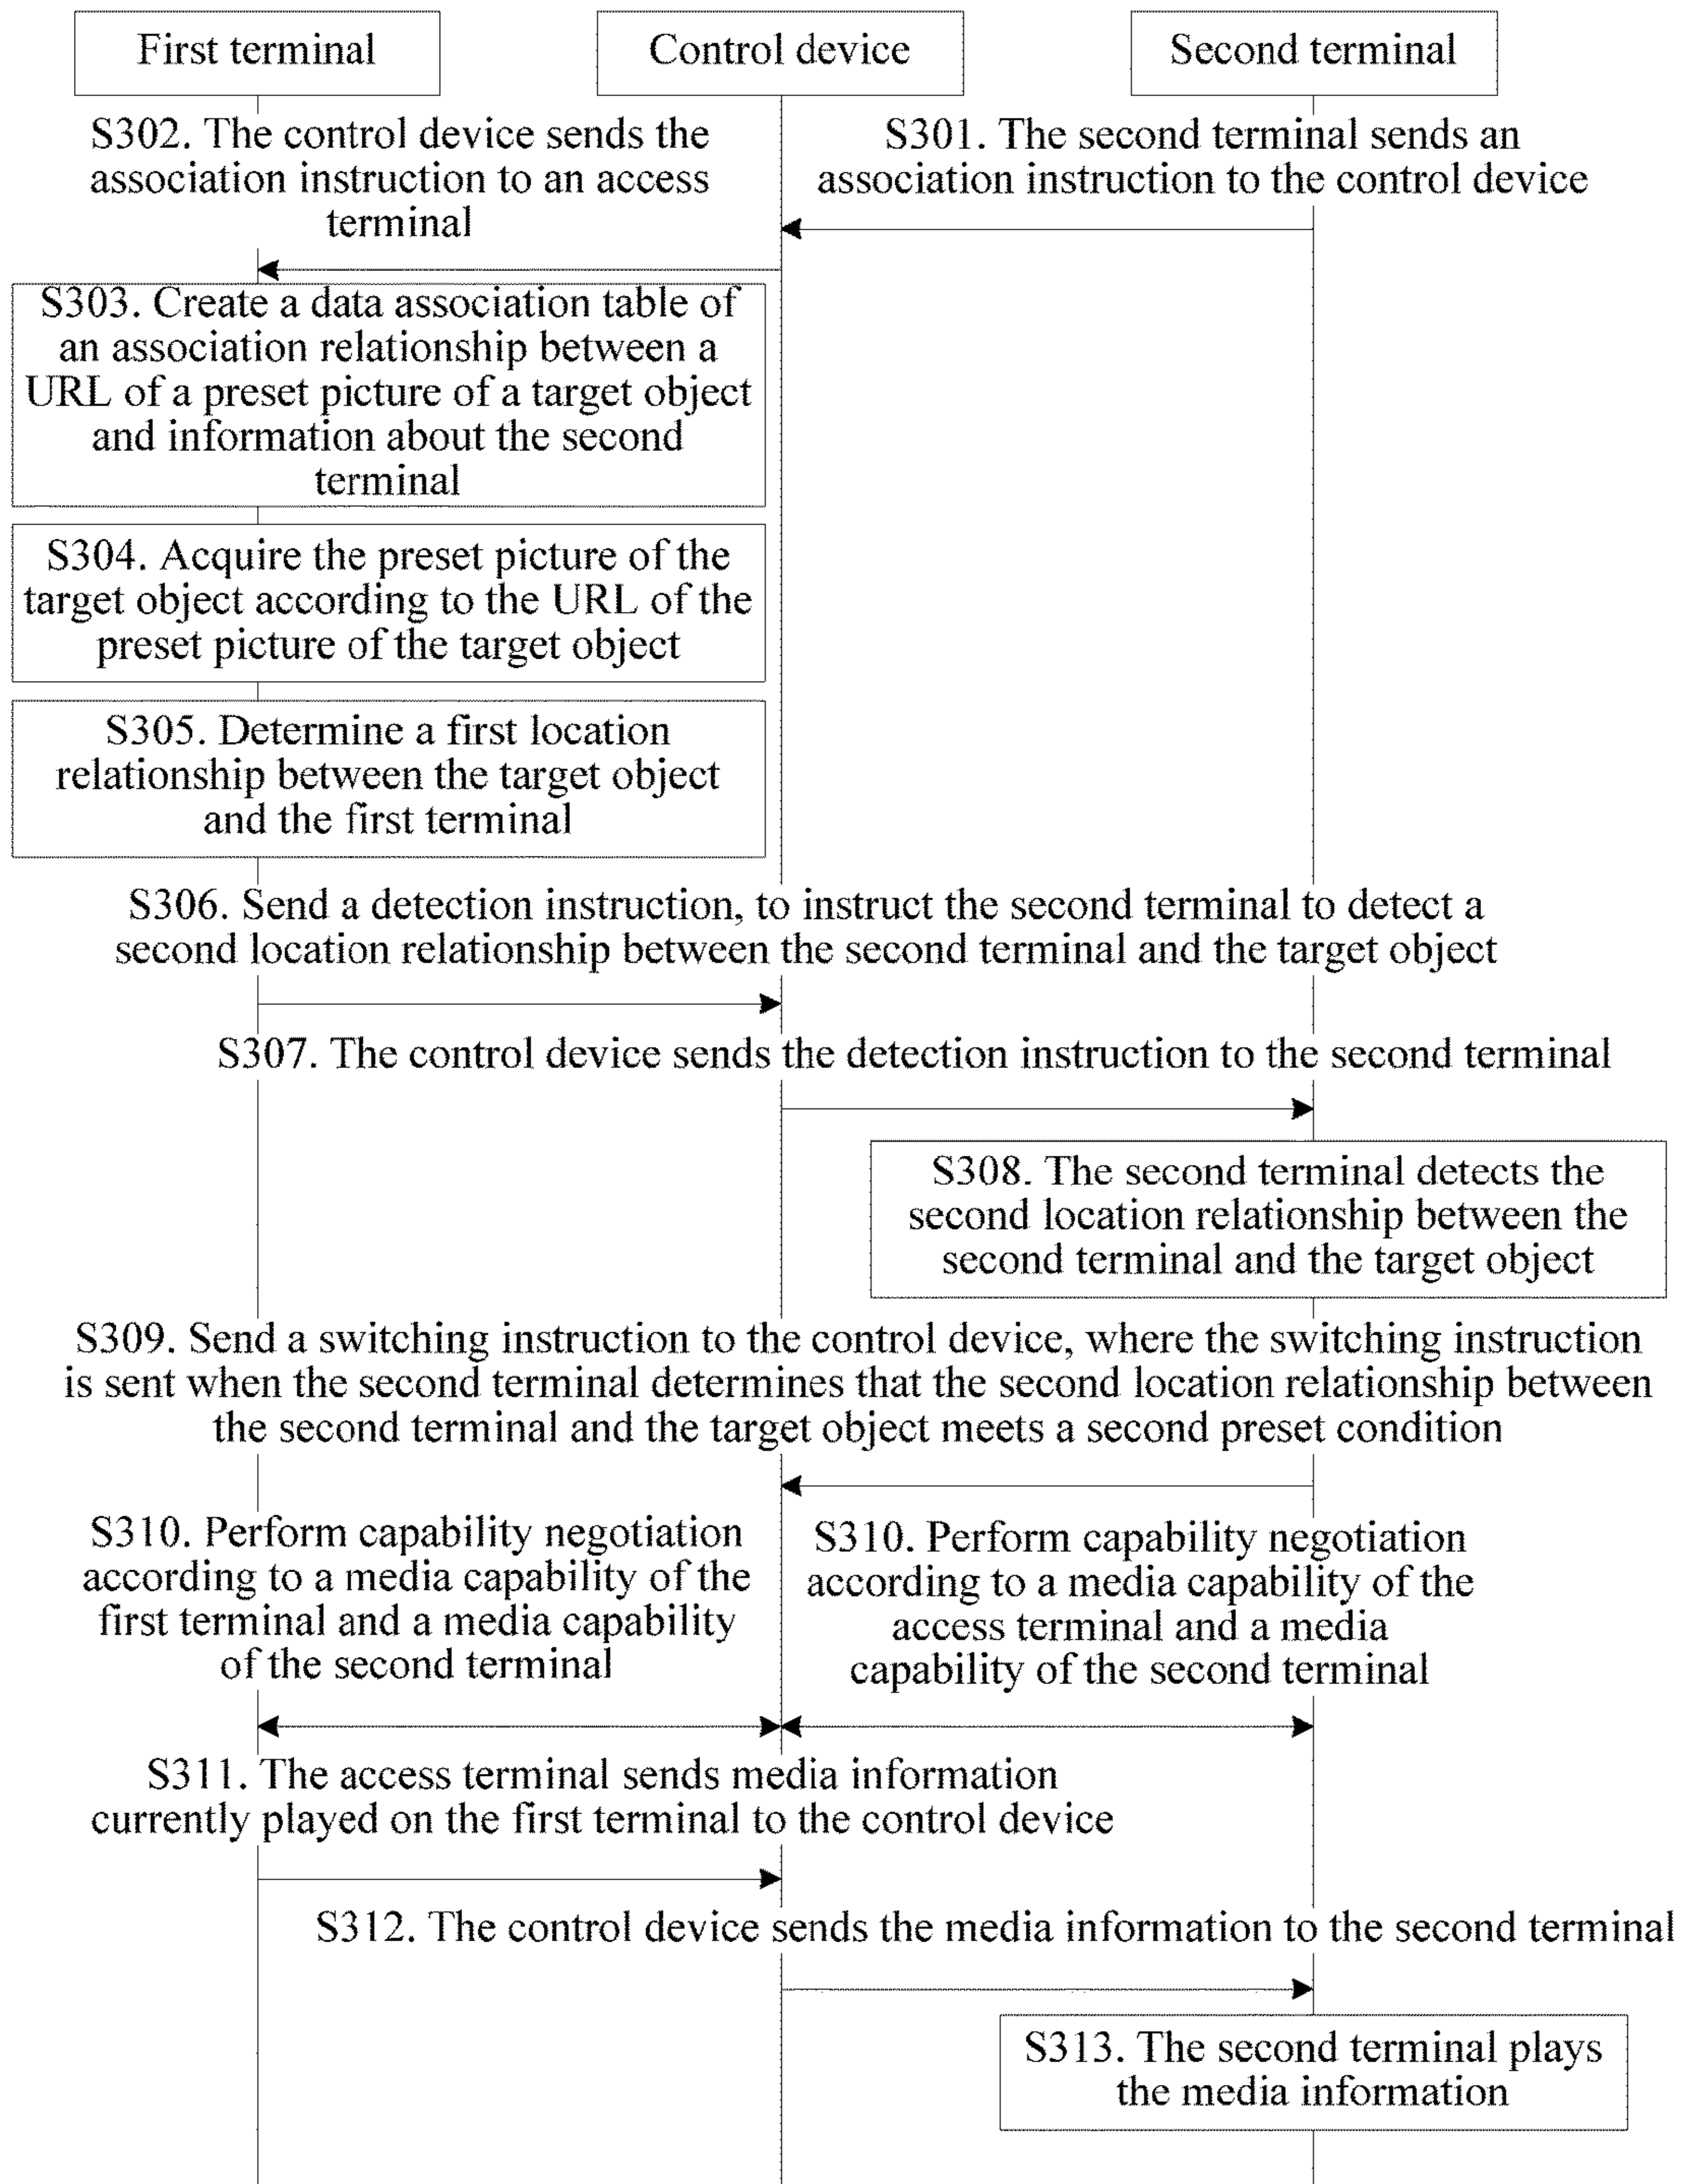 First terminal
Control device
Second terminal
S302. The control device sends the
association instruction to an access
terminal
S301. The second terminal sends an
association instruction to the control device
S303. Create a data association table of
an association relationship between a
URL of a preset picture of a target object
and information about the second
terminal
S304. Acquire the preset picture of the
target object according to the URL of the
preset picture of the target object
S305. Determine a first location
relationship between the target object
and the first terminal
S306. Send a detection instruction, to instruct the second terminal to detect a
second location relationship between the second terminal and the target object
S307. The control device sends the detection instruction to the second terminal
S308. The second terminal detects the
second location relationship between the
second terminal and the target object
S309. Send a switching instruction to the control device, where the switching instruction
is sent when the second terminal determines that the second location relationship between
the second terminal and the target object meets a second preset condition
S310. Perform capability negotiation
according to a media capability of the
first terminal and a media capability
of the second terminal
S310. Perform capability negotiation
according to a media capability of the
access terminal and a media
capability of the second terminal
S311. The access terminal sends media information
currently played on the first terminal to the control device
S312. The control device sends the media information to the second terminal
S313. The second terminal plays
the media information